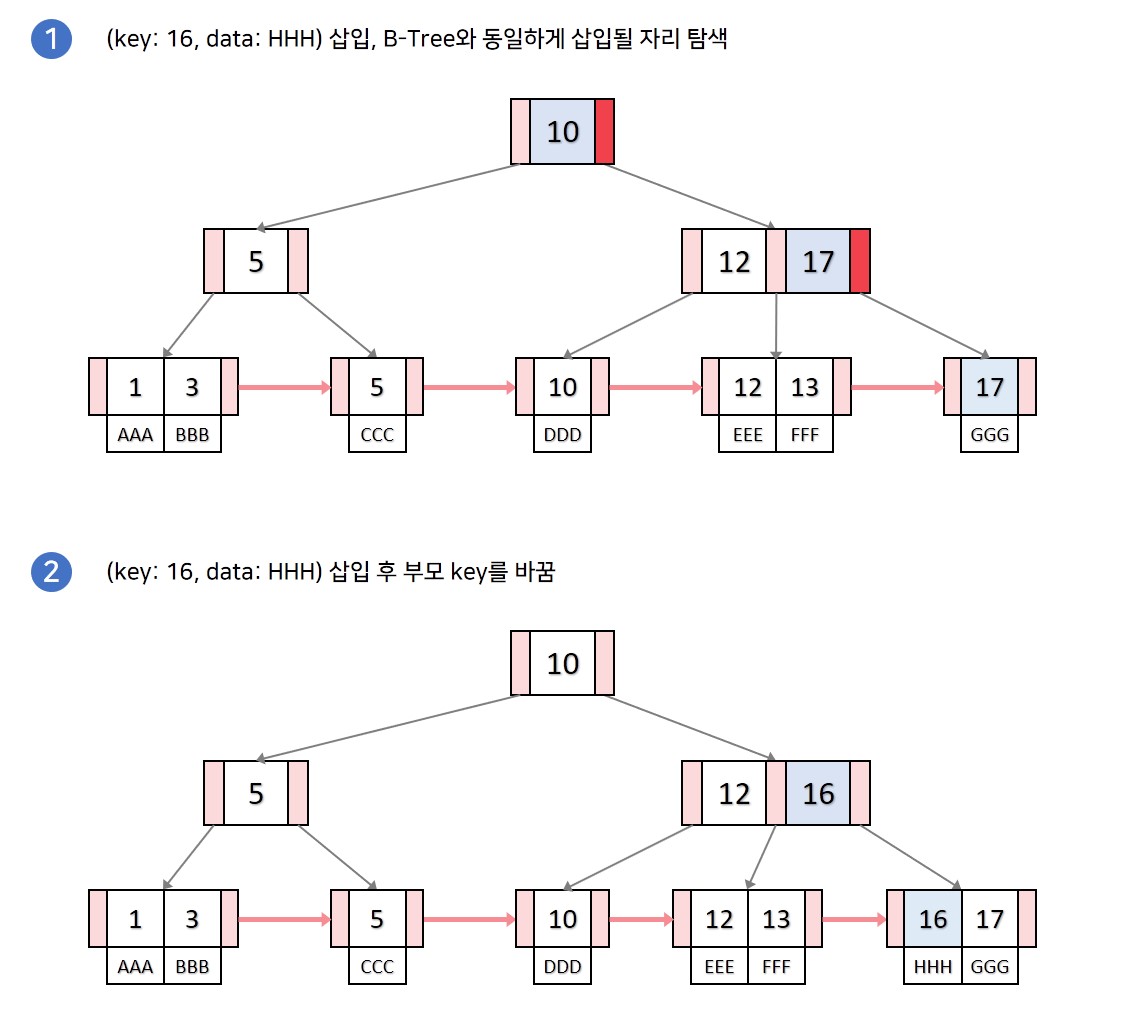 1 (key: 16, data: HHH) 삽입, B-Tree와 동일하게 삽입될 자리 탐색
10
5 12 17
1 3 5 10 12 13 17
AAA BBB CCC DDD EEE FFF GGG
2 (key: 16, data: HHH) 삽입 후 부모 key를 바꿈
10
5 12 16
1 3 5 10 12 13 16 17
AAA BBB CCC DDD EEE FFF HHH GGG